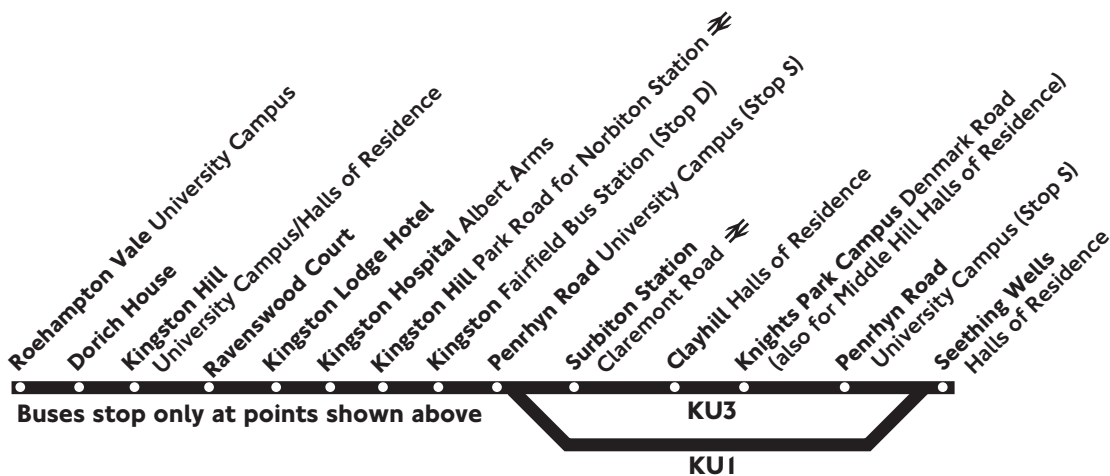 Roehampton Vale University Campus
Dorich House
Kingston Hill
University Campus/Halls of Residence
Ravenswood Court
Kingston Lodge Hotel
Kingston Hospital Albert Arms
Kingston Hill Park Road for Norbiton Station
Kingston Fairfield Bus Station (Stop D)
Penrhyn Road University Campus (Stop S)
Surbiton Station
Claremont Road
Clayhill Halls of Residence
Knights Park Campus Denmark Road
(also for Middle Hill Halls of Residence)
Penrhyn Road
University Campus (Stop S)
Seething Wells
Halls of Residence
Buses stop only at points shown above
KU3
KU1